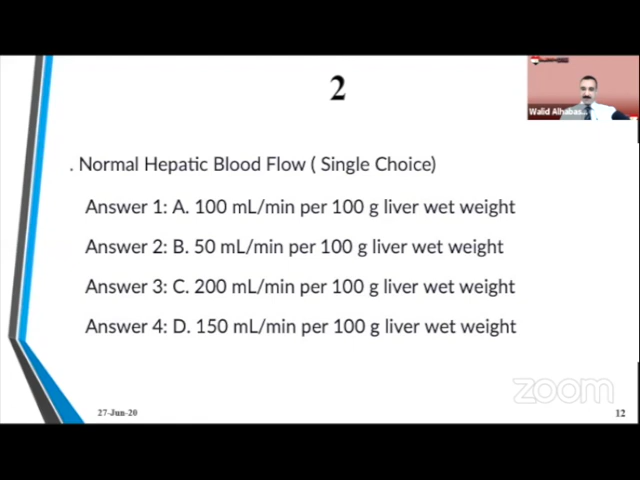 2
Walid Alhabas...
. Normal Hepatic Blood Flow ( Single Choice)
Answer 1: A. 100 mL/min per 100 g liver wet weight
Answer 2: B. 50 mL/min per 100 g liver wet weight
Answer 3: C. 200 mL/min per 100 g liver wet weight
Answer 4: D. 150 mL/min per 100 g liver wet weight
zoom
27-Jun-20
12